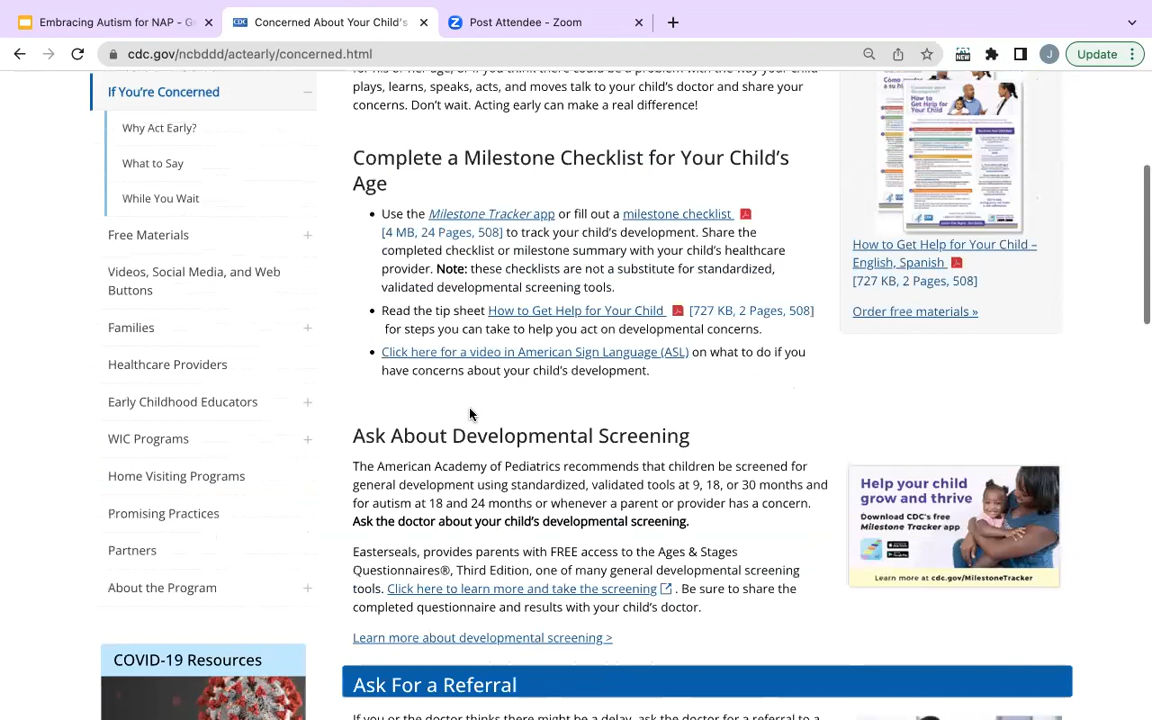 Embracing Autism for NAP - G
Concerned About Your Child's
CDC
Post Attendee - Zoom
cdc.gov/ncbddd/actearly/concerned.html
NEW
J
Update
If You're Concerned
Why Act Early?
What to Say
While You Wait
Free Materials
Videos, Social Media, and Web
Buttons
Families
Healthcare Providers
Early Childhood Educators
WIC Programs
Home Visiting Programs
Promising Practices
Partners
About the Program
COVID-19 Resources
for his or her age, or if you think there could be a problem with the way your child
plays, learns, speaks, acts, and moves talk to your child's doctor and share your
concerns. Don't wait. Acting early can make a real difference!
Complete a Milestone Checklist for Your Child's
Age
Use the Milestone Tracker app or fill out a milestone checklist
[4 MB, 24 Pages, 508] to track your child's development. Share the
completed checklist or milestone summary with your child's healthcare
provider. Note: these checklists are not a substitute for standardized,
validated developmental screening tools.
Read the tip sheet How to Get Help for Your Child [727 KB, 2 Pages, 508]
for steps you can take to help you act on developmental concerns.
Click here for a video in American Sign Language (ASL) on what to do if you
have concerns about your child's development.
Ask About Developmental Screening
The American Academy of Pediatrics recommends that children be screened for
general development using standardized, validated tools at 9, 18, or 30 months and
for autism at 18 and 24 months or whenever a parent or provider has a concern.
Ask the doctor about your child's developmental screening.
Easterseals, provides parents with FREE access to the Ages & Stages
Questionnaires®, Third Edition, one of many general developmental screening
tools. Click here to learn more and take the screening . Be sure to share the
completed questionnaire and results with your child's doctor.
Learn more about developmental screening >
Ask For a Referral
If you or the doctor thinks there might be a delay, ask the doctor for a referral to a
How to Get Help
for Your Child
How to Get Help for Your Child –
English, Spanish
[727 KB, 2 Pages, 508]
Order free materials »
Help your child
grow and thrive
Download CDC's free
Milestone Tracker app
Learn more at cdc.gov/MilestoneTracker